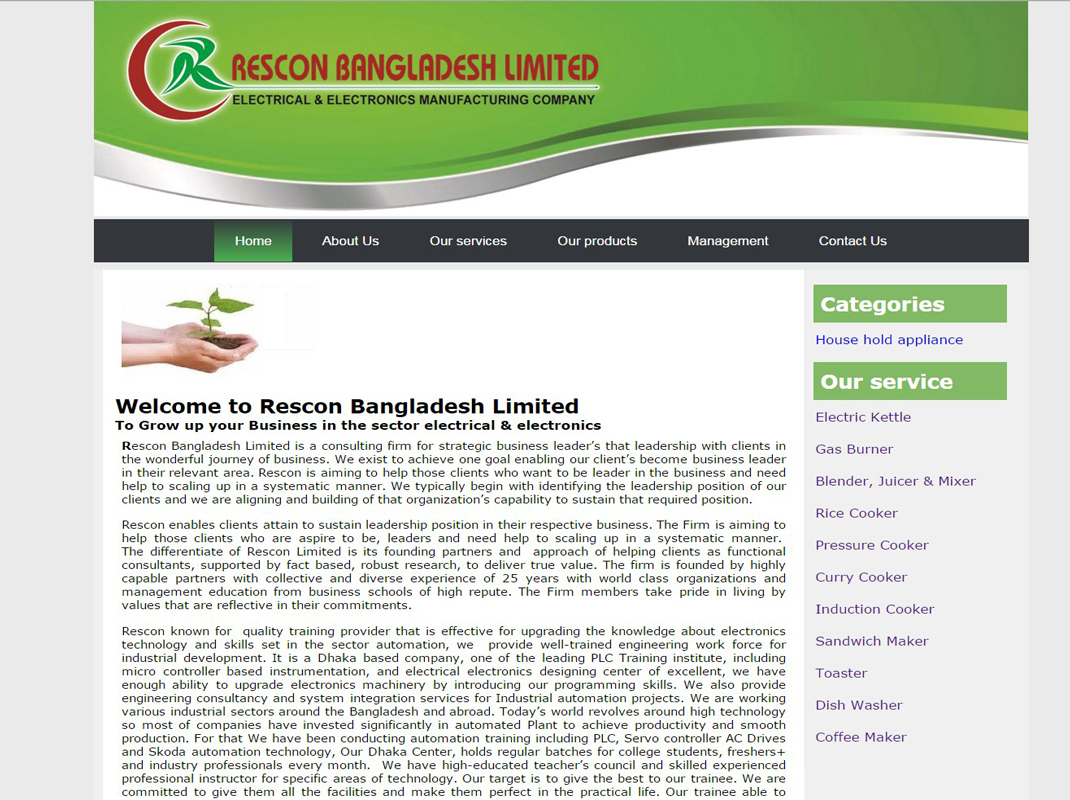 RESCON BANGLADESH LIMITED
ELECTRICAL & ELECTRONICS MANUFACTURING COMPANY
Home About Us Our services Our products Management Contact Us
Welcome to Rescon Bangladesh Limited
To Grow up your Business in the sector electrical & electronics
Rescon Bangladesh Limited is a consulting firm for strategic business leader’s that leadership with clients in
the wonderful journey of business. We exist to achieve one goal enabling our client’s become business leader
in their relevant area. Rescon is aiming to help those clients who want to be leader in the business and need
help to scaling up in a systematic manner. We typically begin with identifying the leadership position of our
clients and we are aligning and building of that organization’s capability to sustain that required position.
Rescon enables clients attain to sustain leadership position in their respective business. The Firm is aiming to
help those clients who are aspire to be, leaders and need help to scaling up in a systematic manner.
The differentiate of Rescon Limited is its founding partners and approach of helping clients as functional
consultants, supported by fact based, robust research, to deliver true value. The firm is founded by highly
capable partners with collective and diverse experience of 25 years with world class organizations and
management education from business schools of high repute. The Firm members take pride in living by
values that are reflective in their commitments.
Rescon known for quality training provider that is effective for upgrading the knowledge about electronics
technology and skills set in the sector automation, we provide well-trained engineering work force for
industrial development. It is a Dhaka based company, one of the leading PLC Training institute, including
micro controller based instrumentation, and electrical electronics designing center of excellent, we have
enough ability to upgrade electronics machinery by introducing our programming skills. We also provide
engineering consultancy and system integration services for Industrial automation projects. We are working
various industrial sectors around the Bangladesh and abroad. Today’s world revolves around high technology
so most of companies have invested significantly in automated Plant to achieve productivity and smooth
production. For that We have been conducting automation training including PLC, Servo controller AC Drives
and Skoda automation technology, Our Dhaka Center, holds regular batches for college students, freshers+
and industry professionals every month. We have high-educated teacher’s council and skilled experienced
professional instructor for specific areas of technology. Our target is to give the best to our trainee. We are
committed to give them all the facilities and make them perfect in the practical life. Our trainee able to
Categories
House hold appliance
Our service
Electric Kettle
Gas Burner
Blender, Juicer & Mixer
Rice Cooker
Pressure Cooker
Curry Cooker
Induction Cooker
Sandwich Maker
Toaster
Dish Washer
Coffee Maker